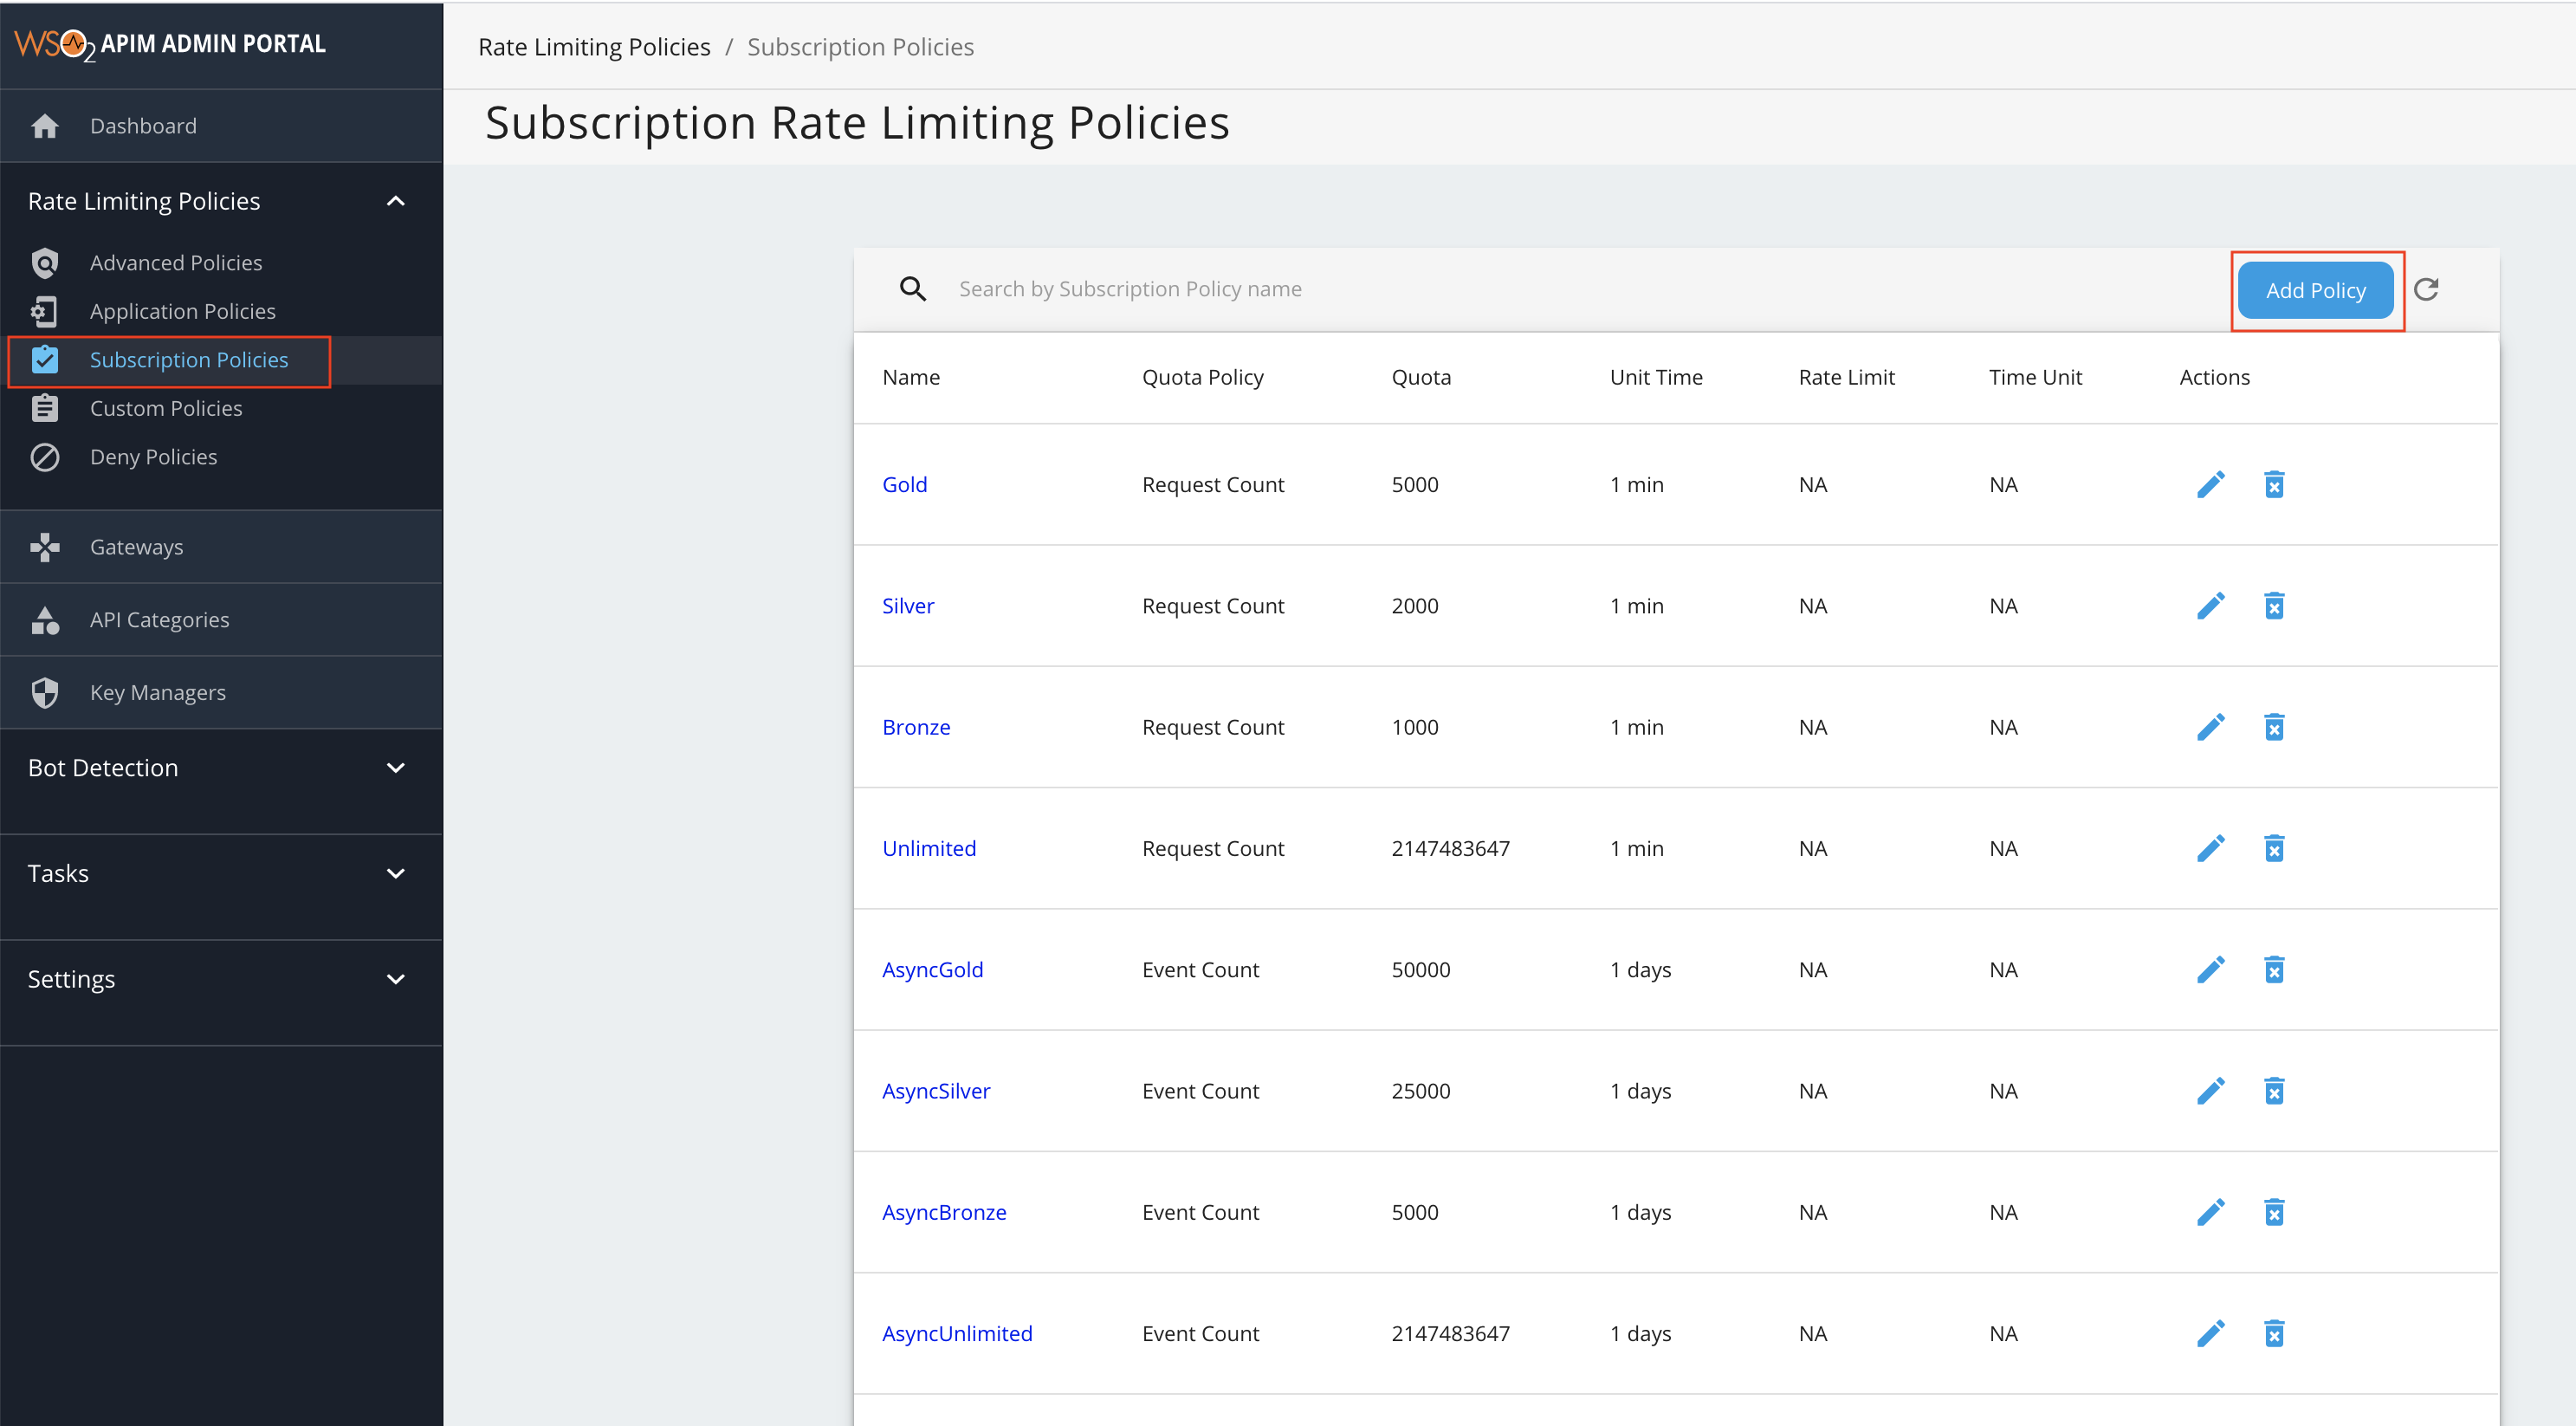 WSO2 APIM ADMIN PORTAL
Dashboard
Rate Limiting Policies
Advanced Policies
Application Policies
Subscription Policies
Custom Policies
Deny Policies
Gateways
API Categories
Key Managers
Bot Detection
Tasks
Settings
Rate Limiting Policies / Subscription Policies
Subscription Rate Limiting Policies
Search by Subscription Policy name
Add Policy
Name Quota Policy Quota Unit Time Rate Limit Time Unit Actions
Gold Request Count 5000 1 min NA NA
Silver Request Count 2000 1 min NA NA
Bronze Request Count 1000 1 min NA NA
Unlimited Request Count 2147483647 1 min NA NA
AsyncGold Event Count 50000 1 days NA NA
AsyncSilver Event Count 25000 1 days NA NA
AsyncBronze Event Count 5000 1 days NA NA
AsyncUnlimited Event Count 2147483647 1 days NA NA